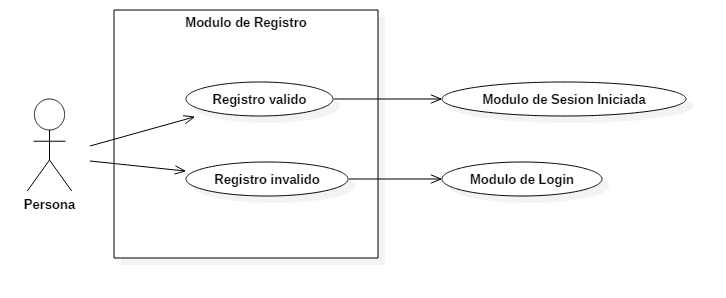 Modulo de Registro
Registro valido
Modulo de Sesion Iniciada
Registro invalido
Modulo de Login
Persona